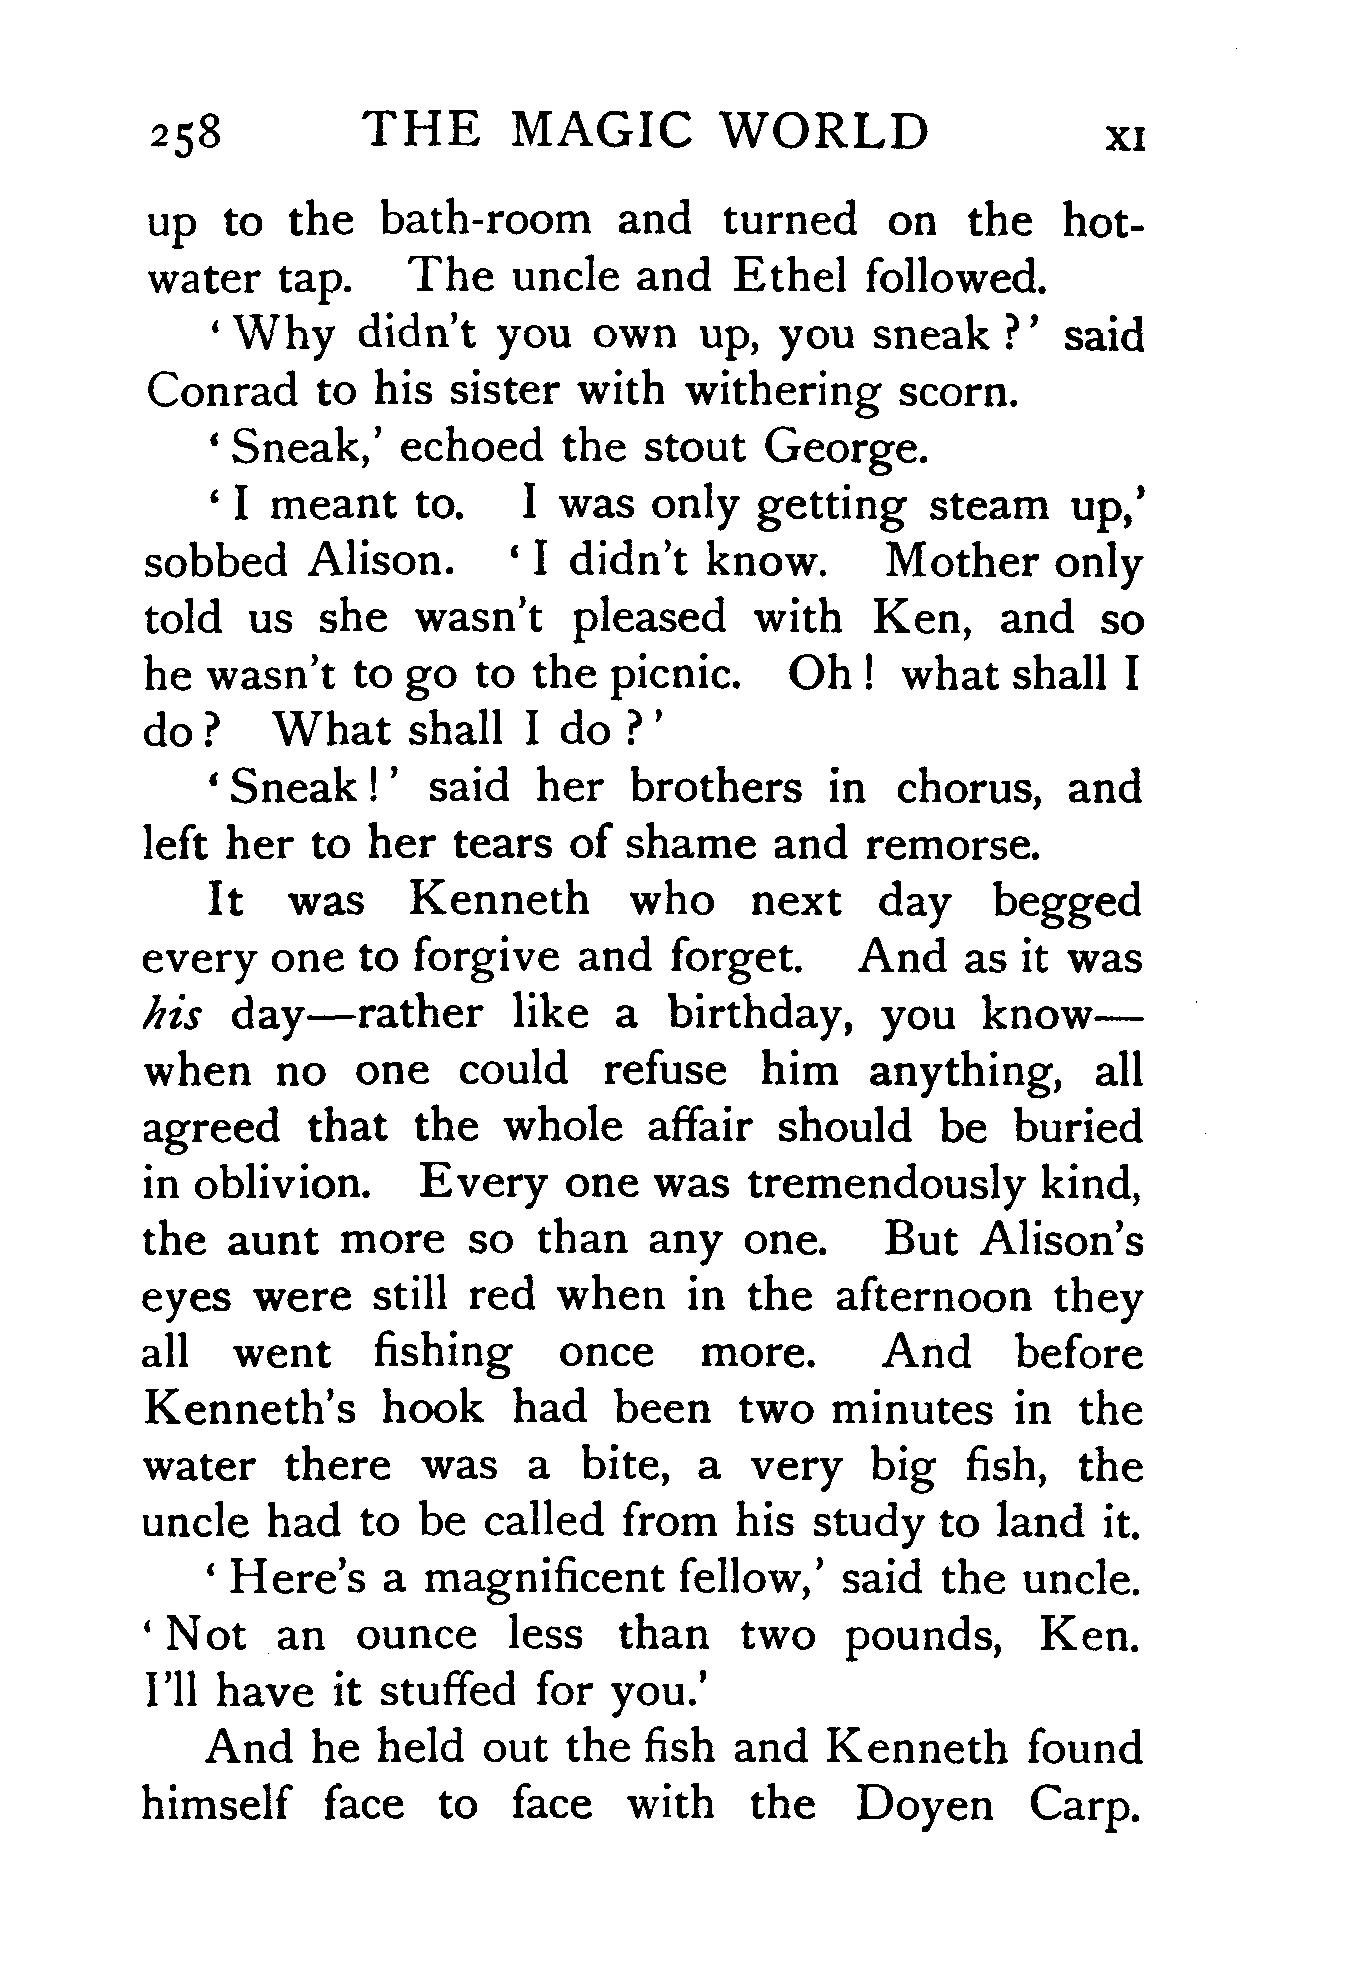 258 THE MAGIC WORLD XI
up to the bath-room and turned on the hot-
water tap. The uncle and Ethel followed.
‘ Why didn’t you own up, you sneak ? ’ said
Conrad to his sister with withering scorn.
‘ Sneak,’ echoed the stout George.
‘ I meant to. I was only getting steam up,’
sobbed Alison. ‘ I didn’t know. Mother only
told us she wasn’t pleased with Ken, and so
he wasn’t to go to the picnic. Oh ! what shall I
do ? What shall I do ? ’
‘ Sneak ! ’ said her brothers in chorus, and
left her to her tears of shame and remorse.
It was Kenneth who next day begged
every one to forgive and forget. And as it was
his day—rather like a birthday, you know—
when no one could refuse him anything, all
agreed that the whole affair should be buried
in oblivion. Every one was tremendously kind,
the aunt more so than any one. But Alison’s
eyes were still red when in the afternoon they
all went fishing once more. And before
Kenneth’s hook had been two minutes in the
water there was a bite, a very big fish, the
uncle had to be called from his study to land it.
‘ Here’s a magnificent fellow,’ said the uncle.
‘ Not an ounce less than two pounds, Ken.
I’ll have it stuffed for you.’
And he held out the fish and Kenneth found
himself face to face with the Doyen Carp.